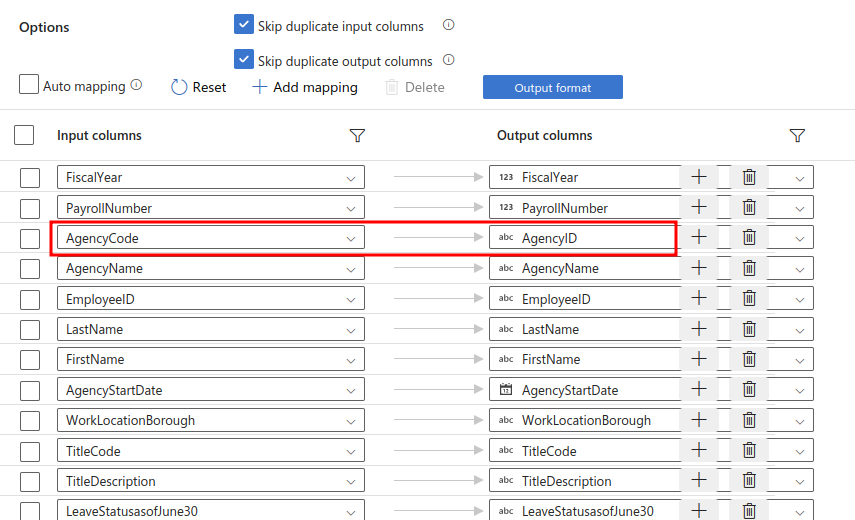 Options
Skip duplicate input columns
Skip duplicate output columns
Auto mapping Reset Add mapping Delete Output format
Input columns Output columns
FiscalYear 123 FiscalYear
PayrollNumber 123 PayrollNumber
AgencyCode abc AgencyID
AgencyName abc AgencyName
EmployeeID abc EmployeeID
LastName abc LastName
FirstName abc FirstName
AgencyStartDate AgencyStartDate
WorkLocationBorough abc WorkLocationBorough
TitleCode abc TitleCode
TitleDescription abc TitleDescription
LeaveStatusasofJune30 abc LeaveStatusasofJune30